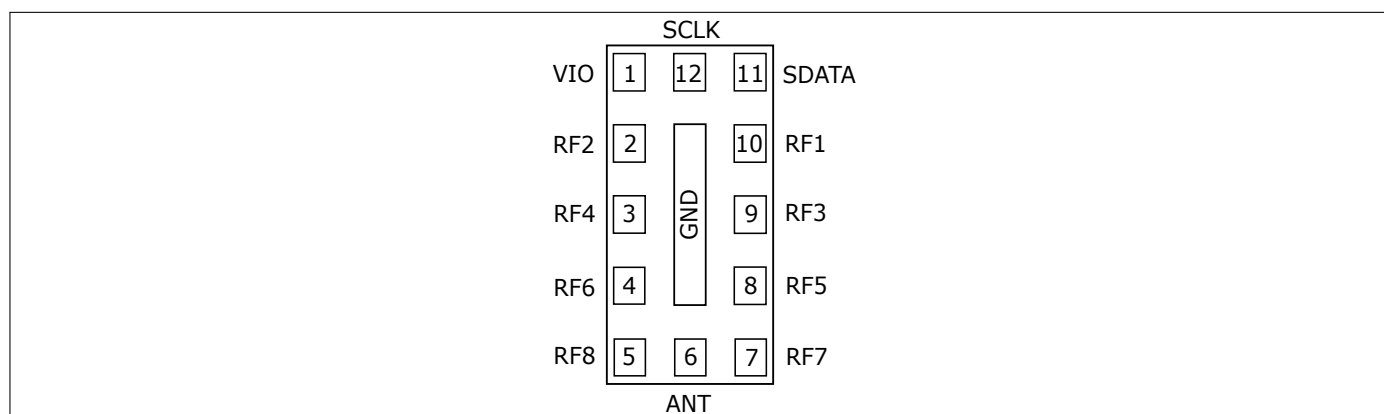 SCLK
VIO 1 12 11 SDATA
RF2 2 10 RF1
RF4 3 GND 9 RF3
RF6 4 8 RF5
RF8 5 6 7 RF7
ANT